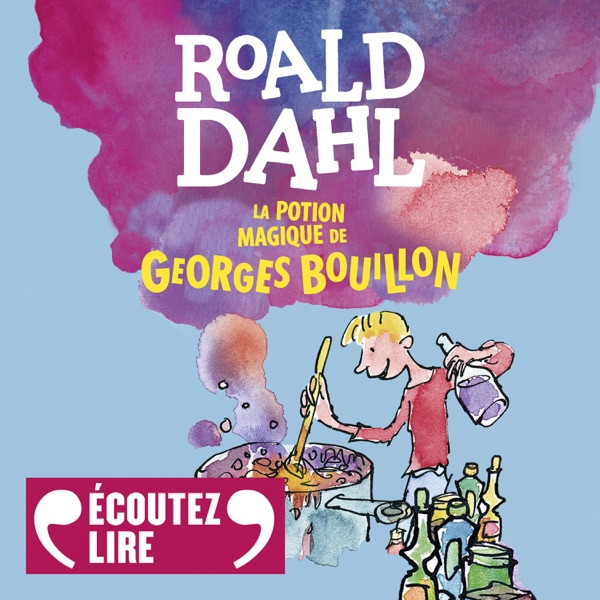 ROALD
DAHL
LA POTION
MAGIQUE DE
GEORGES BOUILLON
ÉCOUTEZ
LIRE